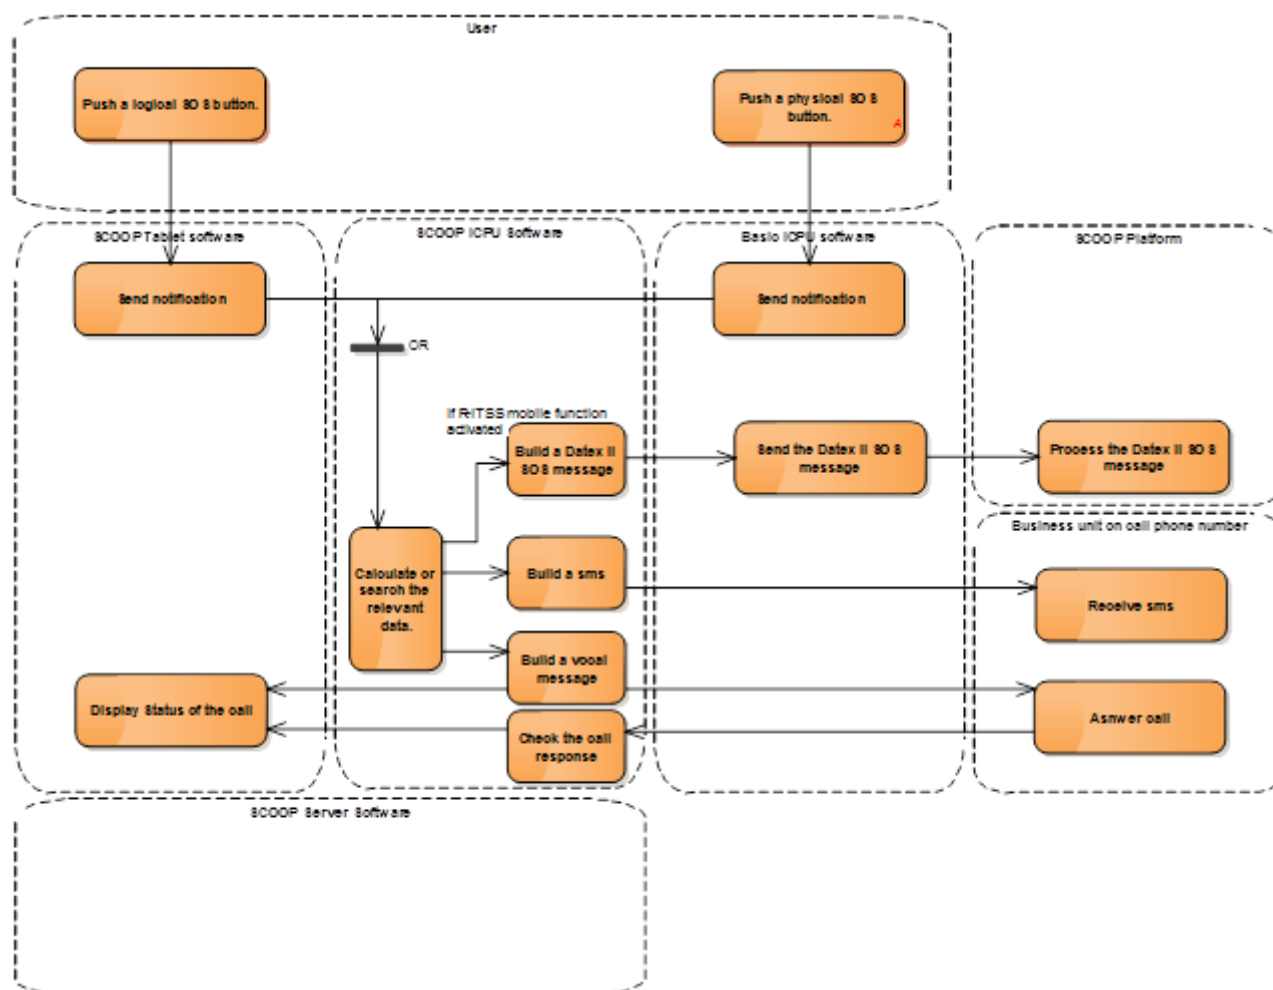 User
Push a logical SOS button.
Push a physical SOS
button.
A
SCOOP Tablet software
SCOOP ICPU Software
Basic ICPU software
SCOOP Platform
Send notification
Send notification
OR
If R-ITSS mobile function
activated
Build a Datex II
SOS message
Send the Datex II SOS
message
Process the Datex II SOS
message
Business unit on call phone number
Calculate or
search the
relevant
data.
Build a sms
Receive sms
Build a vocal
message
Display Status of the call
Asnwer call
Check the call
response
SCOOP Server Software